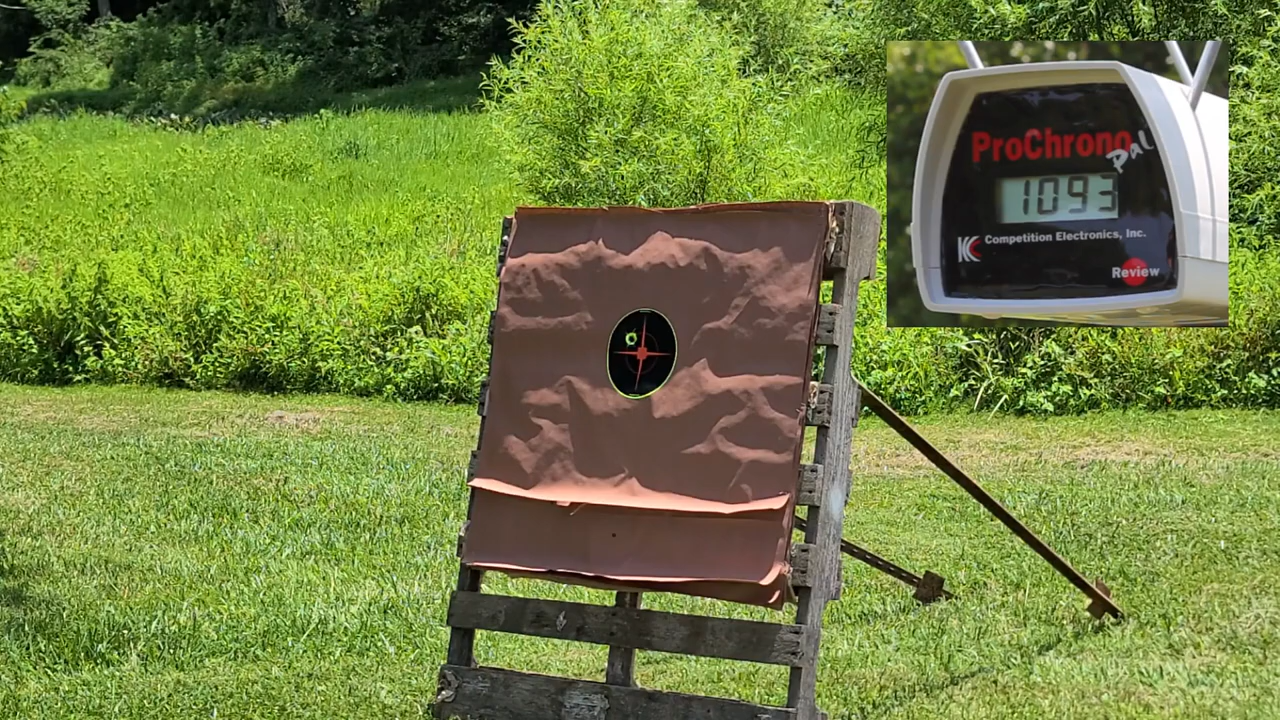 ProChrono
Pal
1093
Competition Electronics, Inc.
Review